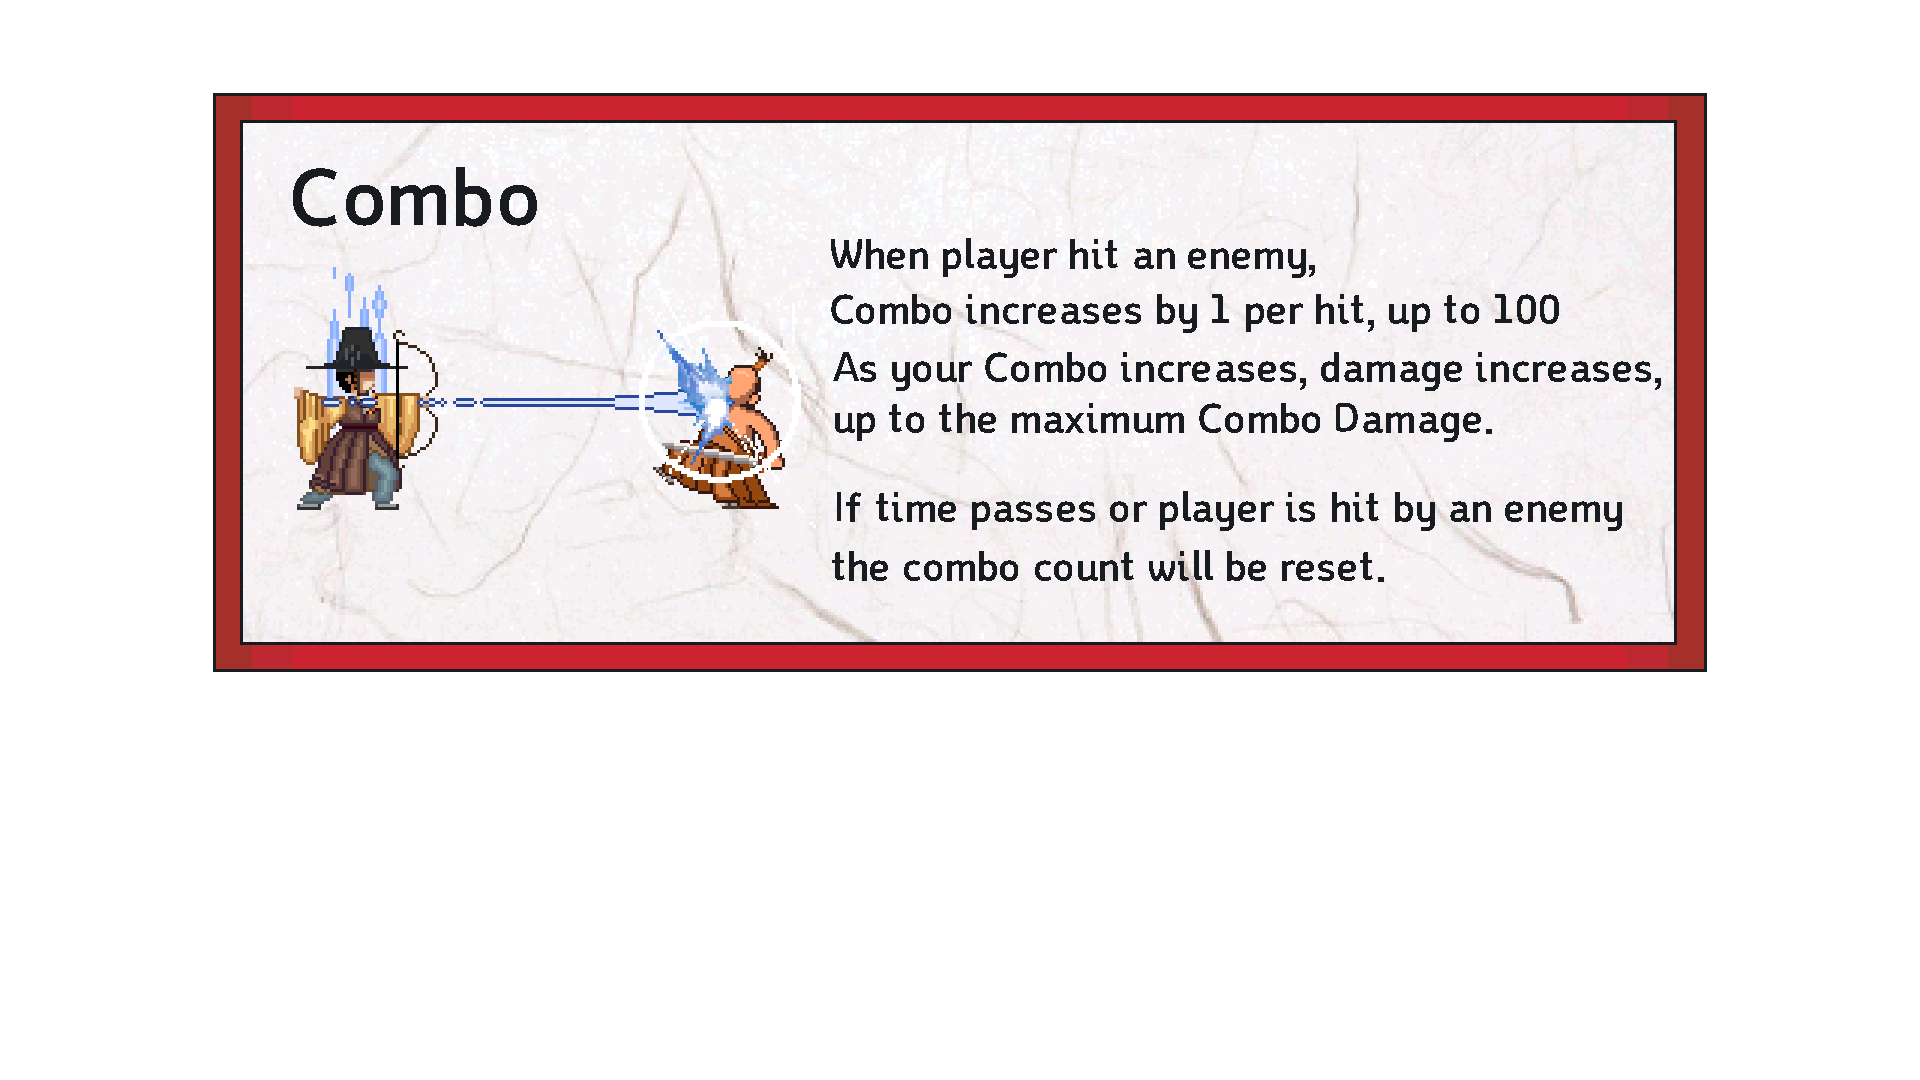 Combo
When player hit an enemy,
Combo increases by 1 per hit, up to 100
As your Combo increases, damage increases,
up to the maximum Combo Damage.
If time passes or player is hit by an enemy
the combo count will be reset.